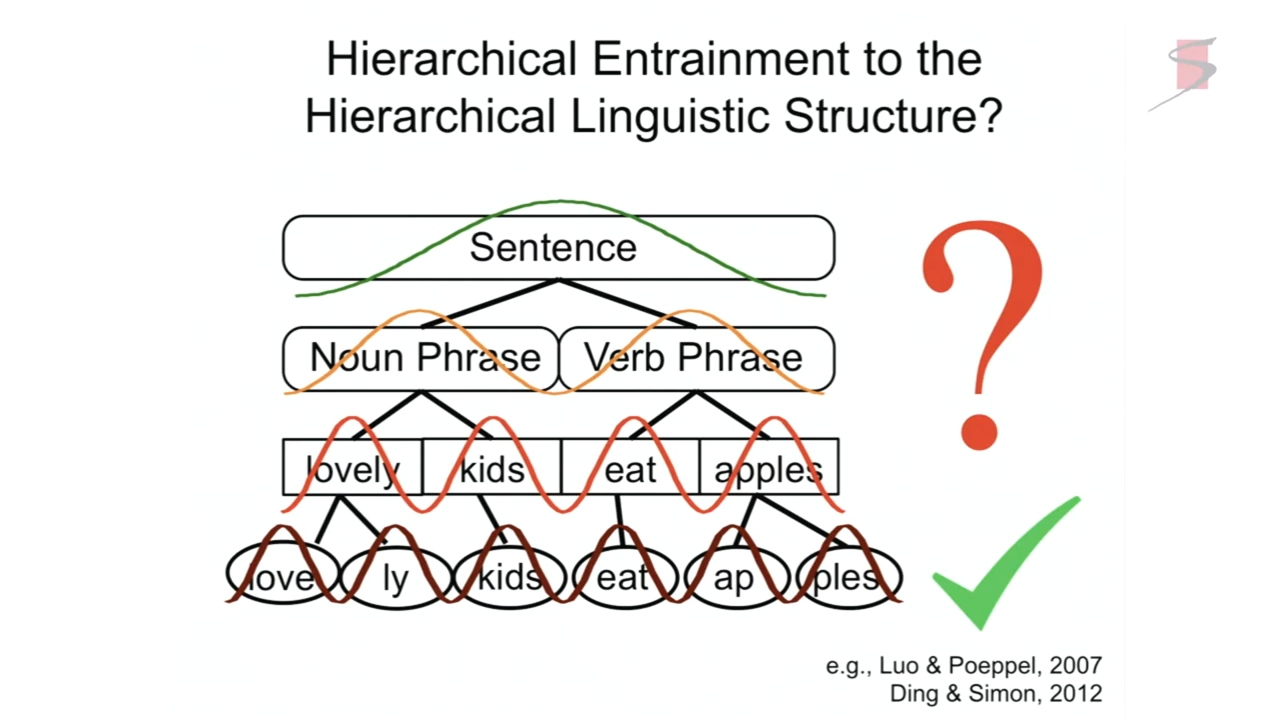 Hierarchical Entrainment to the
Hierarchical Linguistic Structure?
Sentence
Noun Phrase Verb Phrase
lovely kids eat apples
love ly kids eat ap ples
?
e.g., Luo & Poeppel, 2007
Ding & Simon, 2012